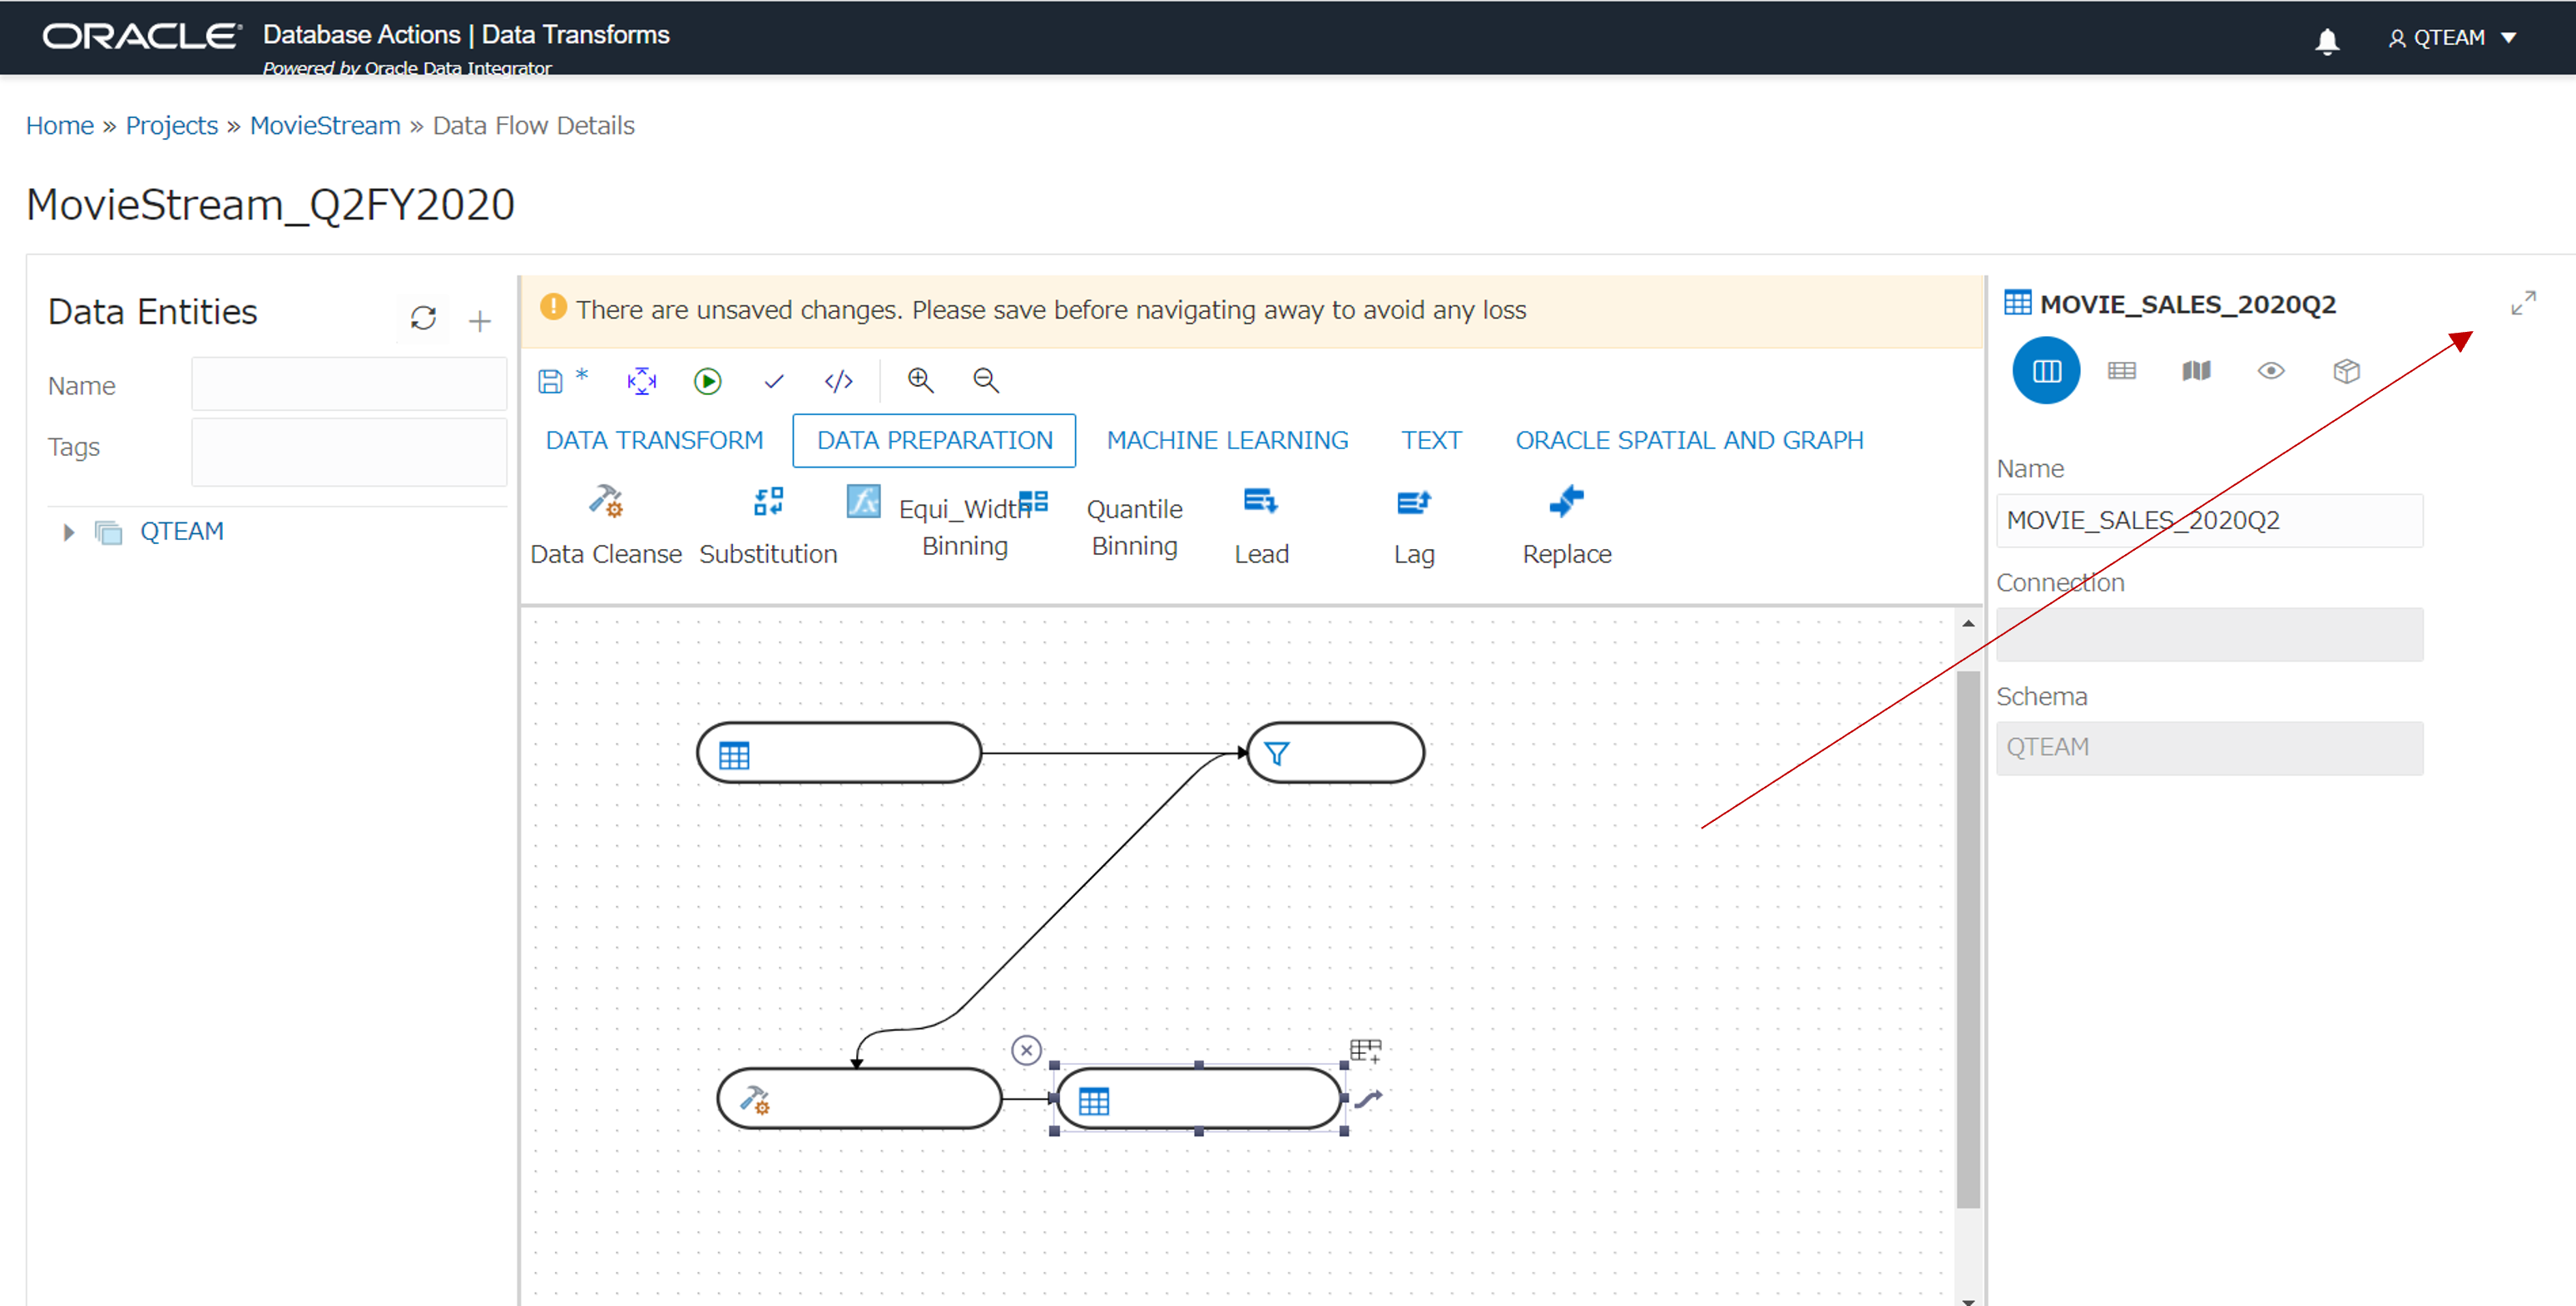 ORACLE Database Actions | Data Transforms
Powered by Oracle Data Integrator
QTEAM
Home » Projects » MovieStream » Data Flow Details
MovieStream_Q2FY2020
Data Entities
Name
Tags
QTEAM
There are unsaved changes. Please save before navigating away to avoid any loss
* </>
DATA TRANSFORM DATA PREPARATION MACHINE LEARNING TEXT ORACLE SPATIAL AND GRAPH
fx
Data Cleanse
Substitution
Equi_Width
Binning
Quantile
Binning
Lead
Lag
Replace
MOVIE_SALES_2020Q2
Name
MOVIE_SALES_2020Q2
Connection
Schema
QTEAM